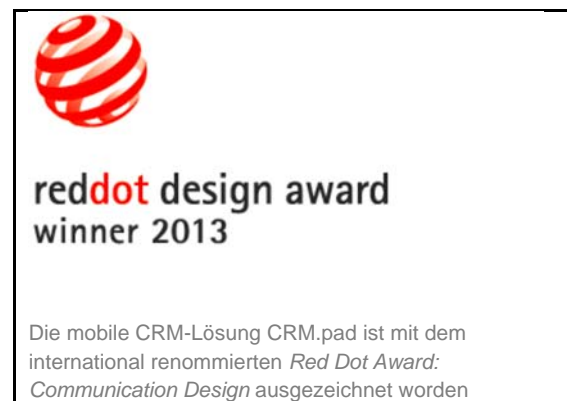 reddot design award
winner 2013
Die mobile CRM-Lösung CRM.pad ist mit dem
international renommierten Red Dot Award:
Communication Design ausgezeichnet worden